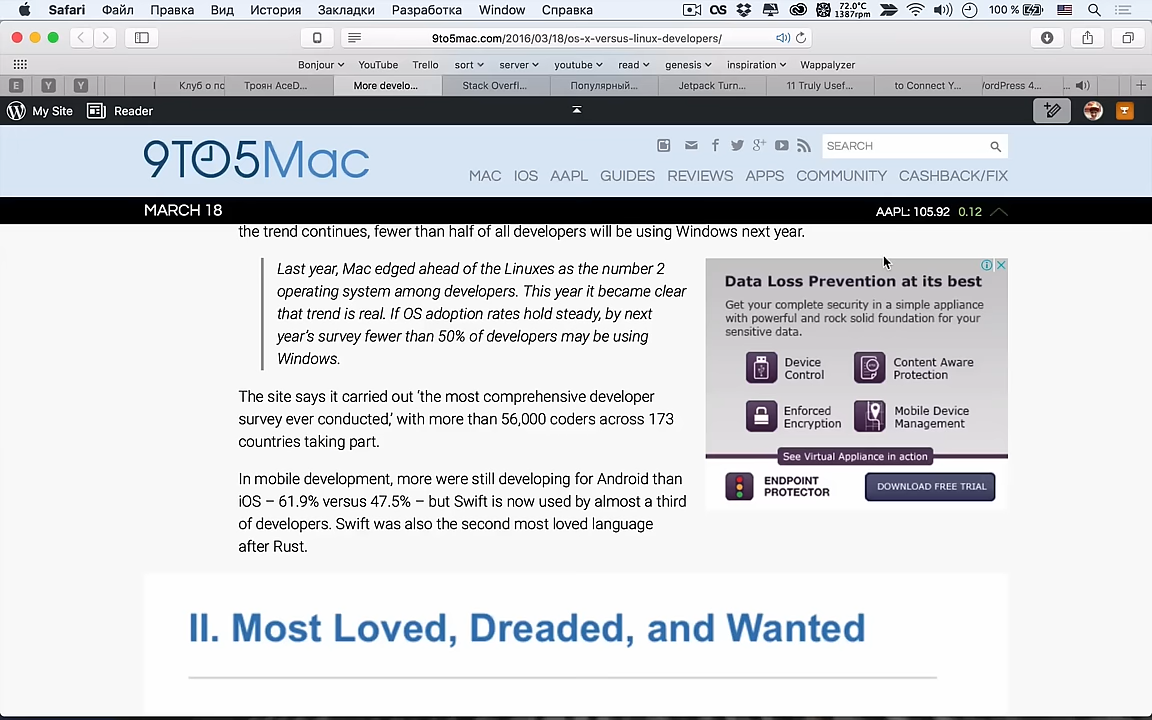 Safari Файл Правка Вид История Закладки Разработка Window Справка 72.0°C 1387rpm 100 %
9to5mac.com/2016/03/18/os-x-versus-linux-developers/
Bonjour YouTube Trello sort server youtube read genesis inspiration Wappalyzer
E Y Y Клуб о пс Троян AceD... More develo... Stack Overfl... Популярный... Jetpack Turn... 11 Truly Usef... to Connect Y... /ordPress 4...
My Site Reader
9TO5Mac
SEARCH
MAC IOS AAPL GUIDES REVIEWS APPS COMMUNITY CASHBACK/FIX
MARCH 18 AAPL: 105.92 0.12
the trend continues, fewer than half of all developers will be using Windows next year.
Last year, Mac edged ahead of the Linuxes as the number 2
operating system among developers. This year it became clear
that trend is real. If OS adoption rates hold steady, by next
year's survey fewer than 50% of developers may be using
Windows.
The site says it carried out 'the most comprehensive developer
survey ever conducted,' with more than 56,000 coders across 173
countries taking part.
In mobile development, more were still developing for Android than
iOS – 61.9% versus 47.5% – but Swift is now used by almost a third
of developers. Swift was also the second most loved language
after Rust.
Data Loss Prevention at its best
Get your complete security in a simple appliance
with powerful and rock solid foundation for your
sensitive data.
Device
Control
Content Aware
Protection
Enforced
Encryption
Mobile Device
Management
See Virtual Appliance in action
ENDPOINT
PROTECTOR
DOWNLOAD FREE TRIAL
II. Most Loved, Dreaded, and Wanted